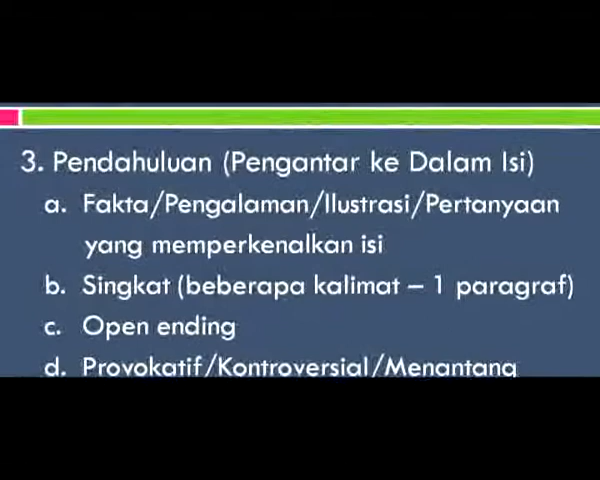 3. Pendahuluan (Pengantar ke Dalam Isi)
a. Fakta/Pengalaman/Ilustrasi/Pertanyaan
yang memperkenalkan isi
b. Singkat (beberapa kalimat – 1 paragraf)
c. Open ending
d. Provokatif/Kontroversial/Menantang